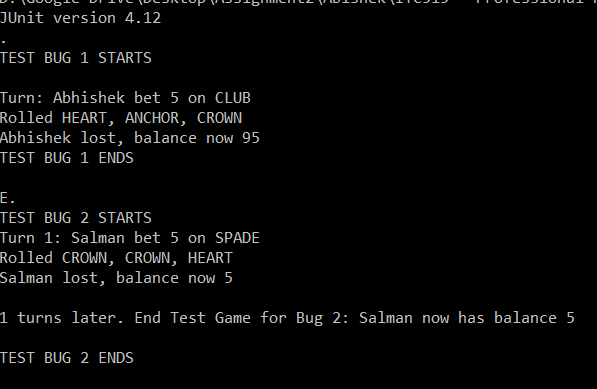 JUnit version 4.12
.
TEST BUG 1 STARTS
Turn: Abhishek bet 5 on CLUB
Rolled HEART, ANCHOR, CROWN
Abhishek lost, balance now 95
TEST BUG 1 ENDS
E.
TEST BUG 2 STARTS
Turn 1: Salman bet 5 on SPADE
Rolled CROWN, CROWN, HEART
Salman lost, balance now 5
1 turns later. End Test Game for Bug 2: Salman now has balance 5
TEST BUG 2 ENDS